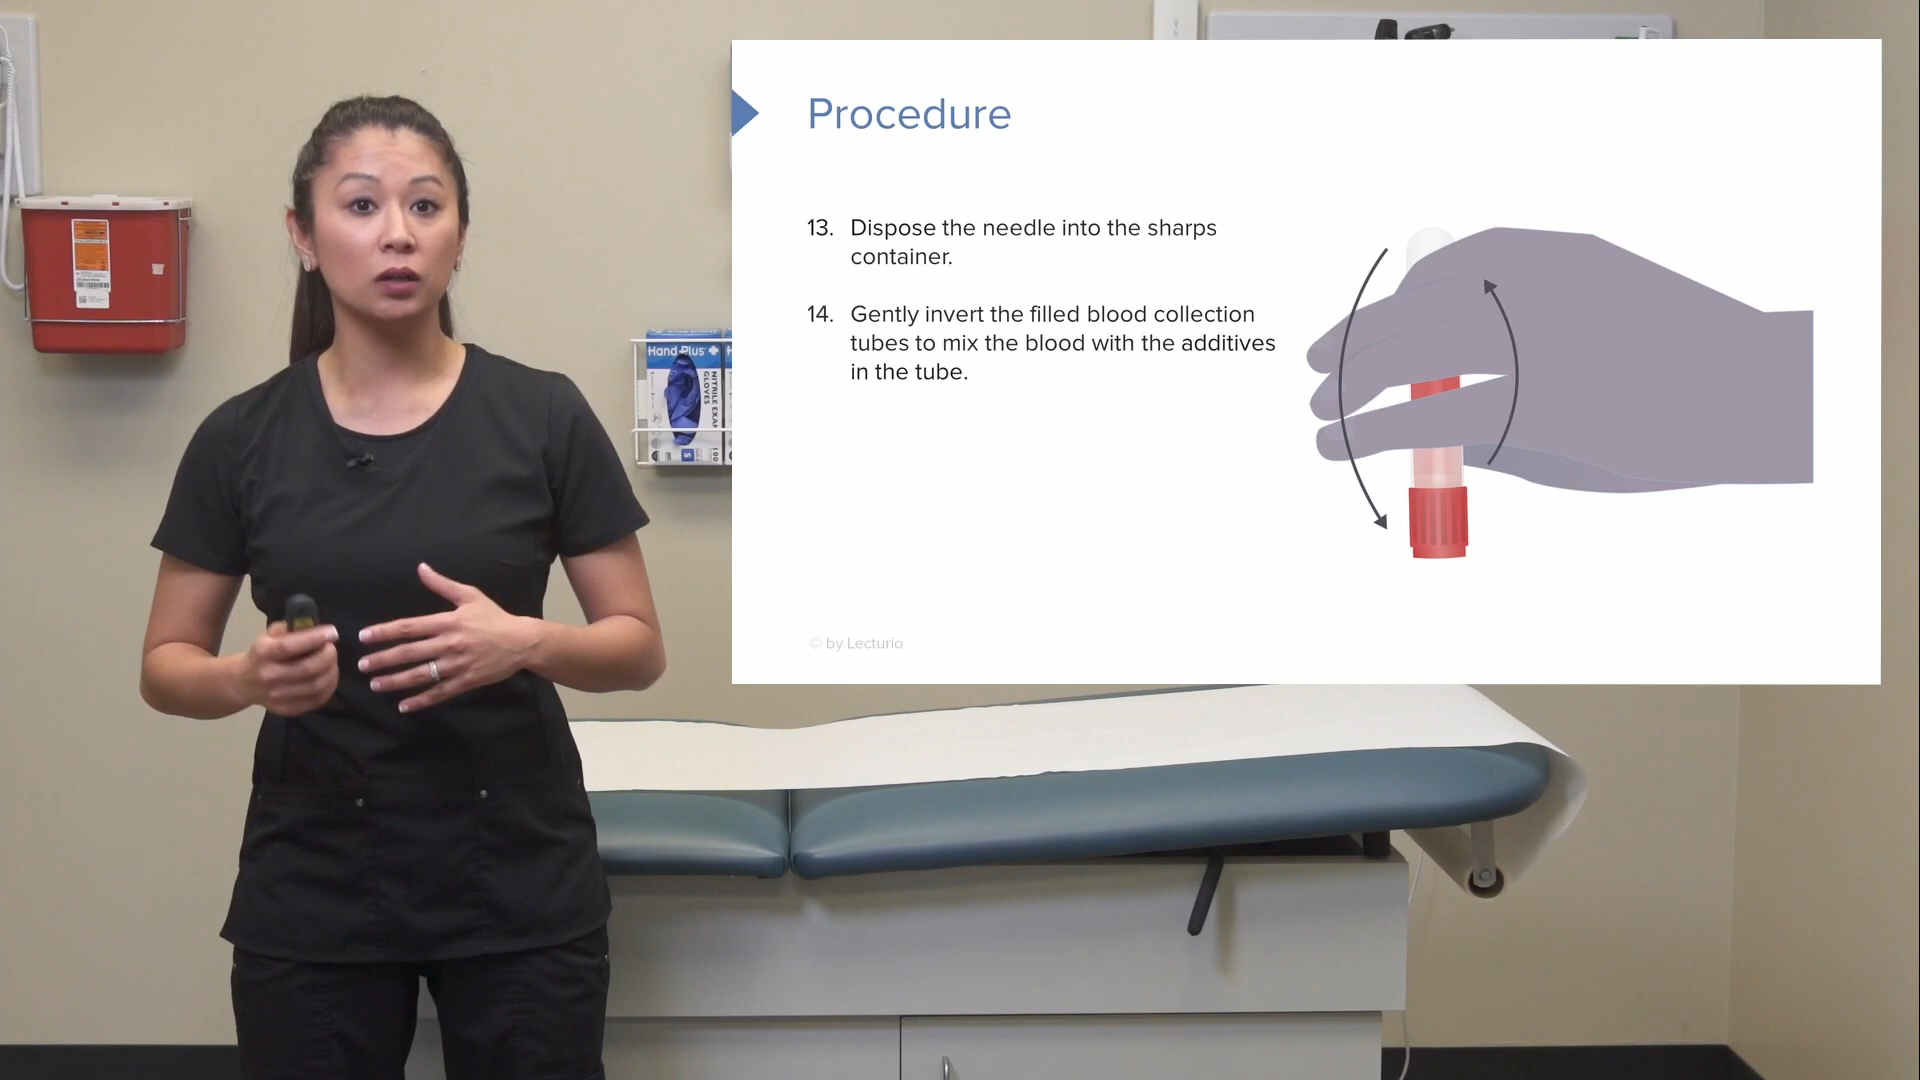 Procedure
13. Dispose the needle into the sharps
container.
14. Gently invert the filled blood collection
tubes to mix the blood with the additives
in the tube.
© by Lecturio
Hand Plus
NITRILE EXAM
GLOVES
100
S